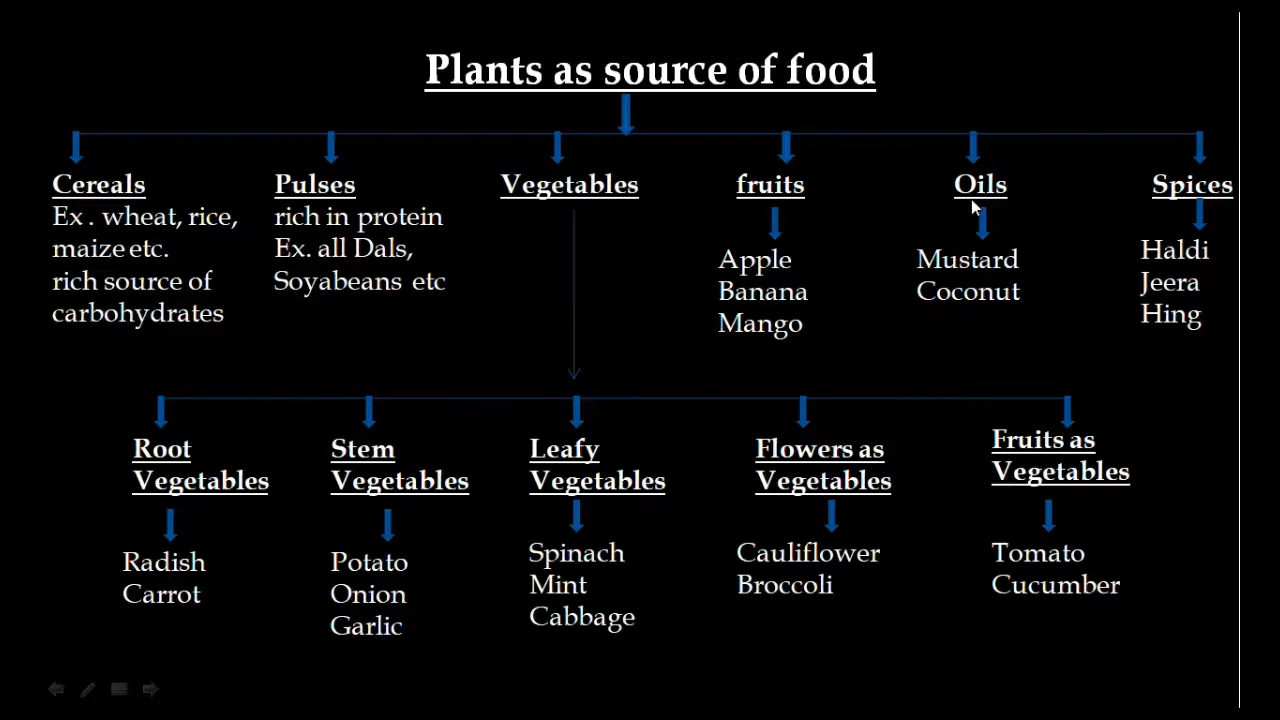 Plants as source of food
Cereals
Ex . wheat, rice,
maize etc.
rich source of
carbohydrates
Pulses
rich in protein
Ex. all Dals,
Soyabeans etc
Vegetables
fruits
Apple
Banana
Mango
Oils
Mustard
Coconut
Spices
Haldi
Jeera
Hing
Root
Vegetables
Radish
Carrot
Stem
Vegetables
Potato
Onion
Garlic
Leafy
Vegetables
Spinach
Mint
Cabbage
Flowers as
Vegetables
Cauliflower
Broccoli
Fruits as
Vegetables
Tomato
Cucumber